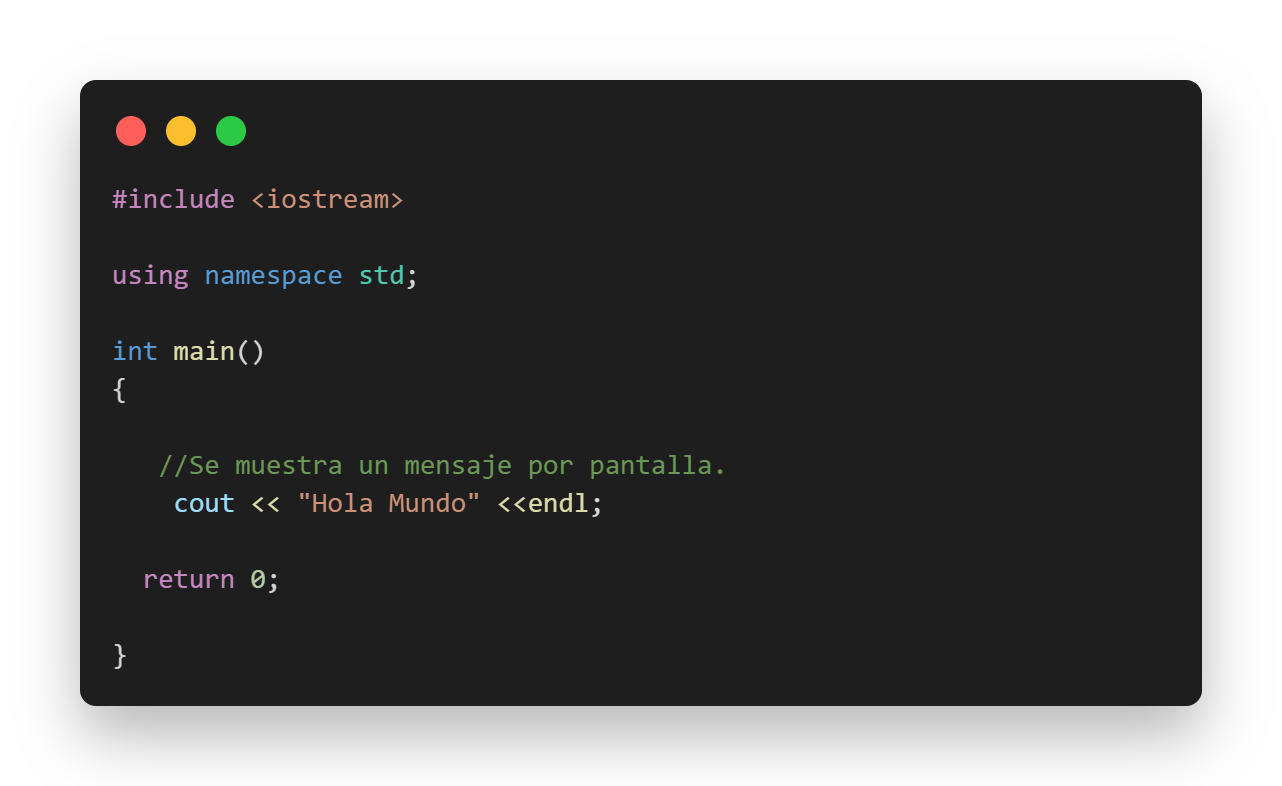 #include <iostream>
using namespace std;
int main()
{
//Se muestra un mensaje por pantalla.
cout << "Hola Mundo" <<endl;
return 0;
}